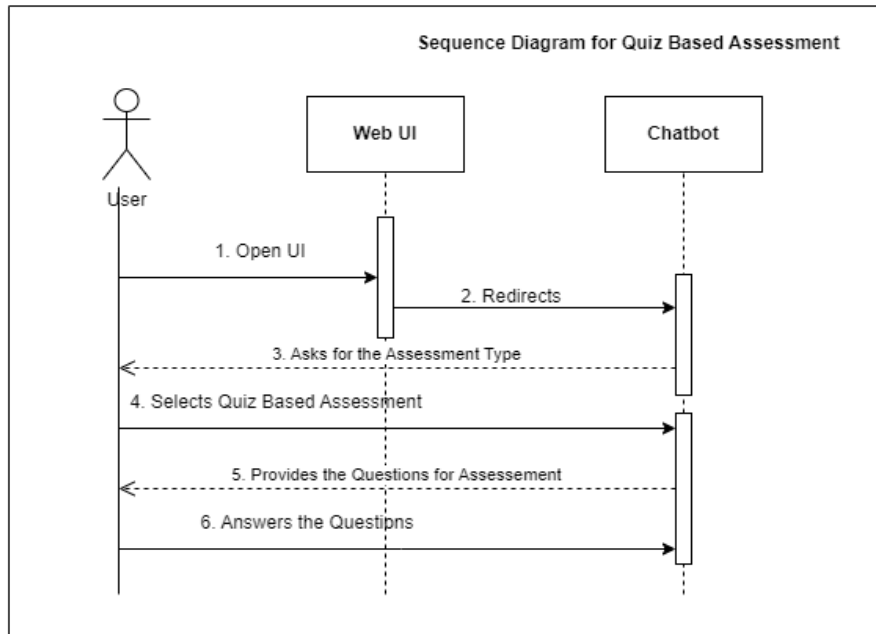 Sequence Diagram for Quiz Based Assessment
Web UI
Chatbot
User
1. Open UI
2. Redirects
3. Asks for the Assessment Type
4. Selects Quiz Based Assessment
5. Provides the Questions for Assessement
6. Answers the Questions